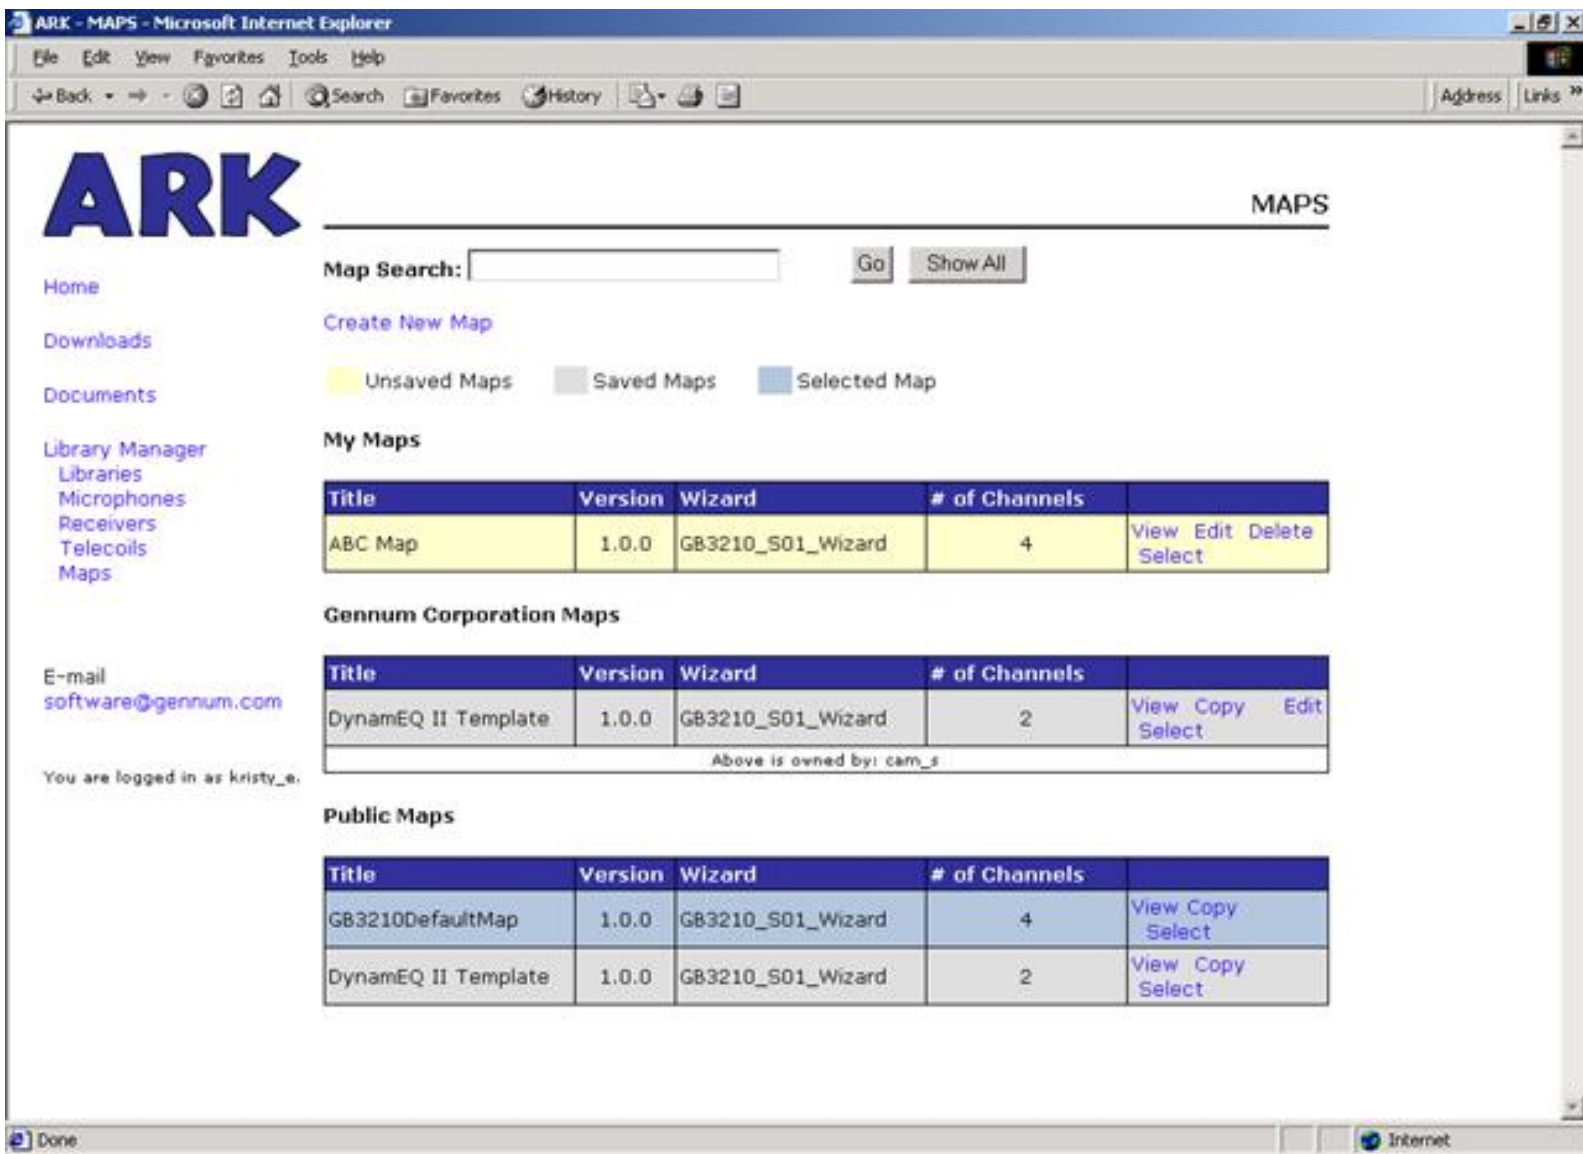 ARK - MAPS - Microsoft Internet Explorer
File Edit View Favorites Tools Help
Back Search Favorites History Address Links »
ARK
MAPS
Map Search: Go Show All
Create New Map
Unsaved Maps Saved Maps Selected Map
Home
Downloads
Documents
Library Manager
Libraries
Microphones
Receivers
Telecoils
Maps
E-mail
software@gennum.com
You are logged in as kristy_e.
My Maps
Title Version Wizard # of Channels
ABC Map 1.0.0 GB3210_S01_Wizard 4 View Edit Delete
Select
Gennum Corporation Maps
Title Version Wizard # of Channels
DynamEQ II Template 1.0.0 GB3210_S01_Wizard 2 View Copy Edit
Select
Above is owned by: cam_s
Public Maps
Title Version Wizard # of Channels
GB3210DefaultMap 1.0.0 GB3210_S01_Wizard 4 View Copy
Select
DynamEQ II Template 1.0.0 GB3210_S01_Wizard 2 View Copy
Select
Done Internet